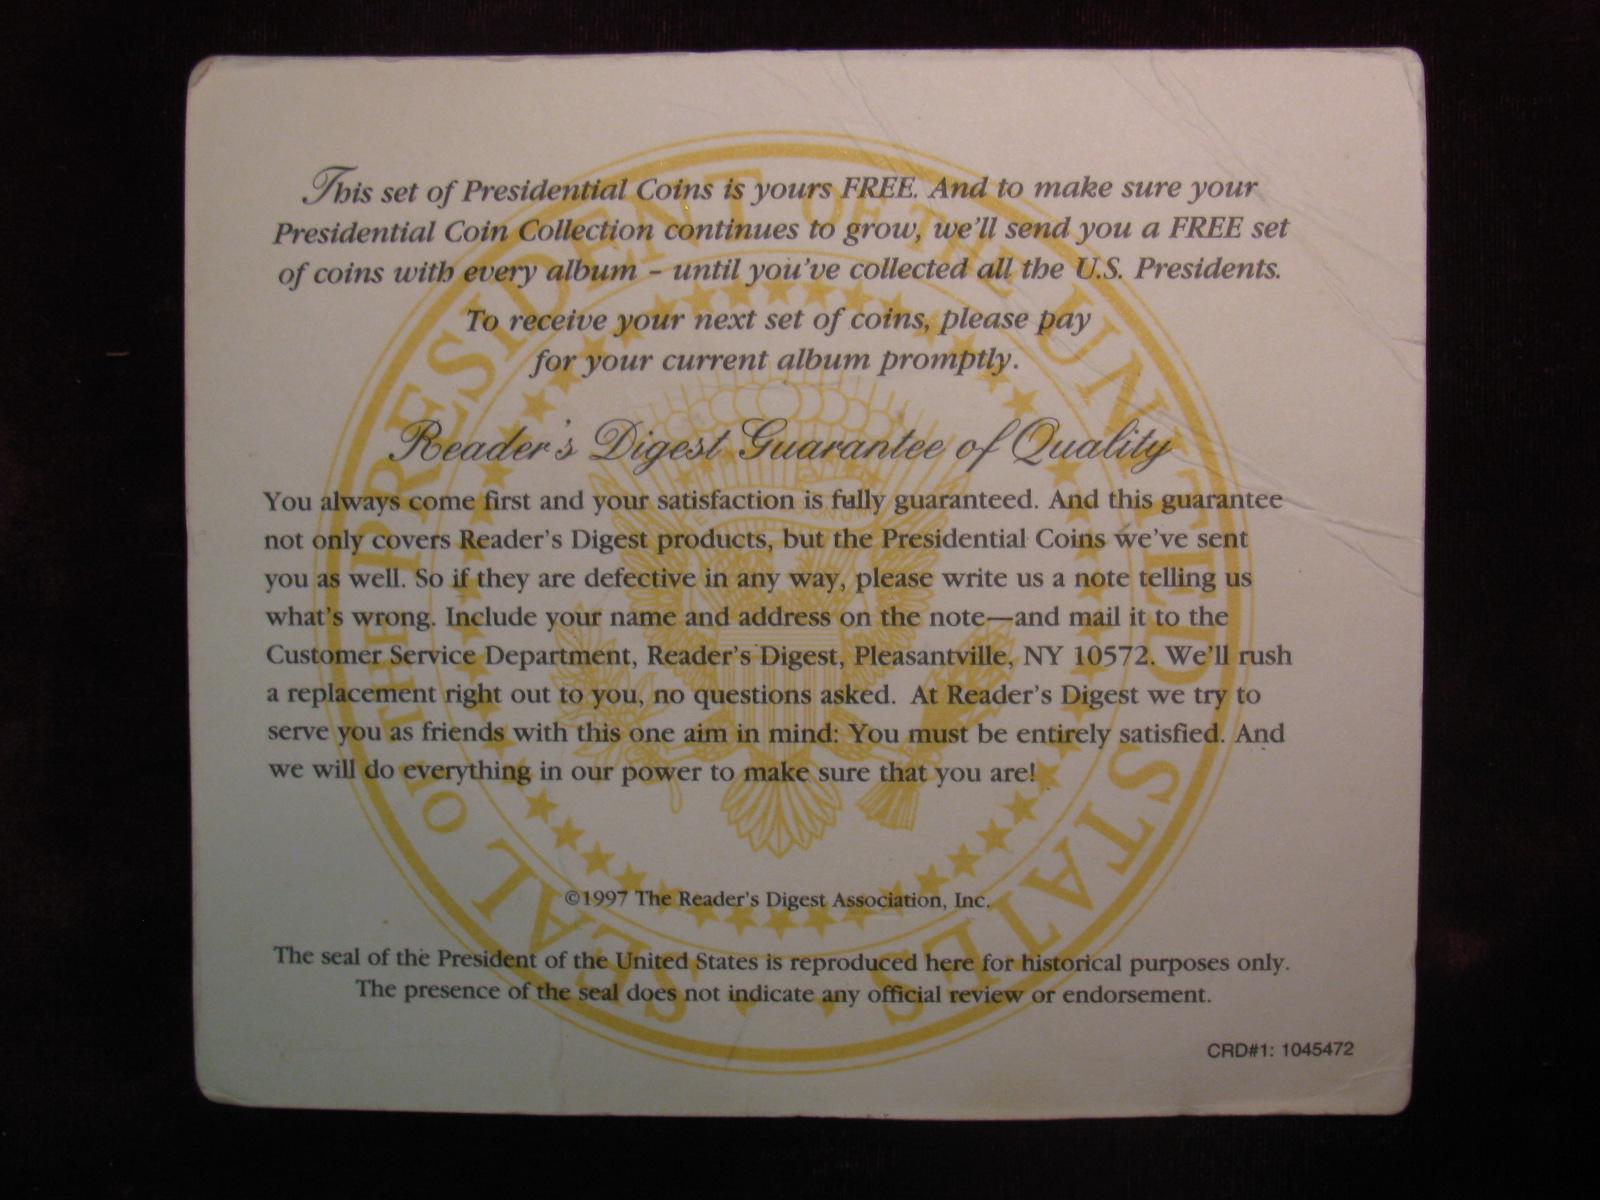 This set of Presidential Coins is yours FREE. And to make sure your
Presidential Coin Collection continues to grow, we'll send you a FREE set
of coins with every album – until you've collected all the U.S. Presidents.
To receive your next set of coins, please pay
for your current album promptly.
Reader's Digest Guarantee of Quality
You always come first and your satisfaction is fully guaranteed. And this guarantee
not only covers Reader's Digest products, but the Presidential Coins we've sent
you as well. So if they are defective in any way, please write us a note telling us
what's wrong. Include your name and address on the note—and mail it to the
Customer Service Department, Reader's Digest, Pleasantville, NY 10572. We'll rush
a replacement right out to you, no questions asked. At Reader's Digest we try to
serve you as friends with this one aim in mind: You must be entirely satisfied. And
we will do everything in our power to make sure that you are!
©1997 The Reader's Digest Association, Inc.
The seal of the President of the United States is reproduced here for historical purposes only.
The presence of the seal does not indicate any official review or endorsement.
CRD#1: 1045472
SEAL OF THE PRESIDENT OF THE UNITED STATES